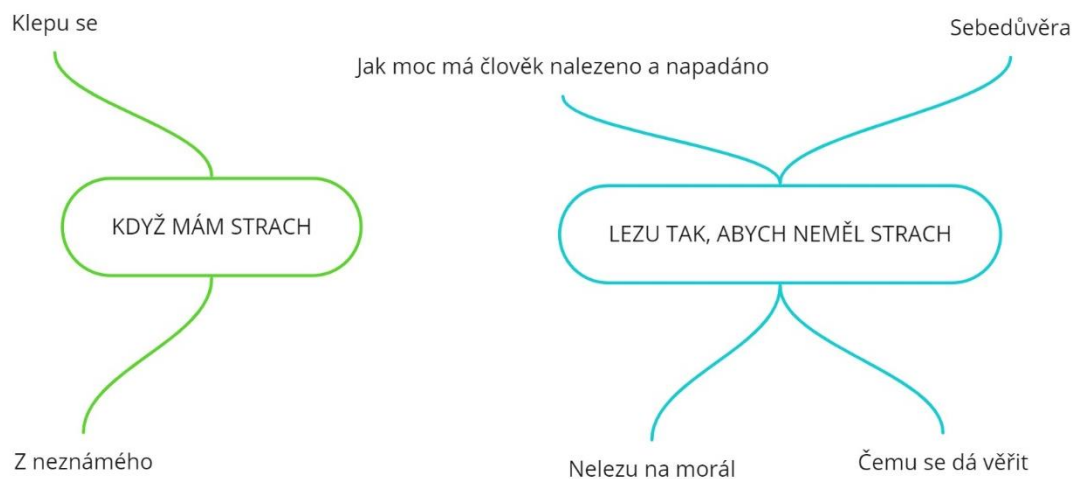 Klepu se
Sebedůvěra
Jak moc má člověk nalezeno a napadáno
KDYŽ MÁM STRACH
LEZU TAK, ABYCH NEMĚL STRACH
Z neznámého
Nelezu na morál
Čemu se dá věřit